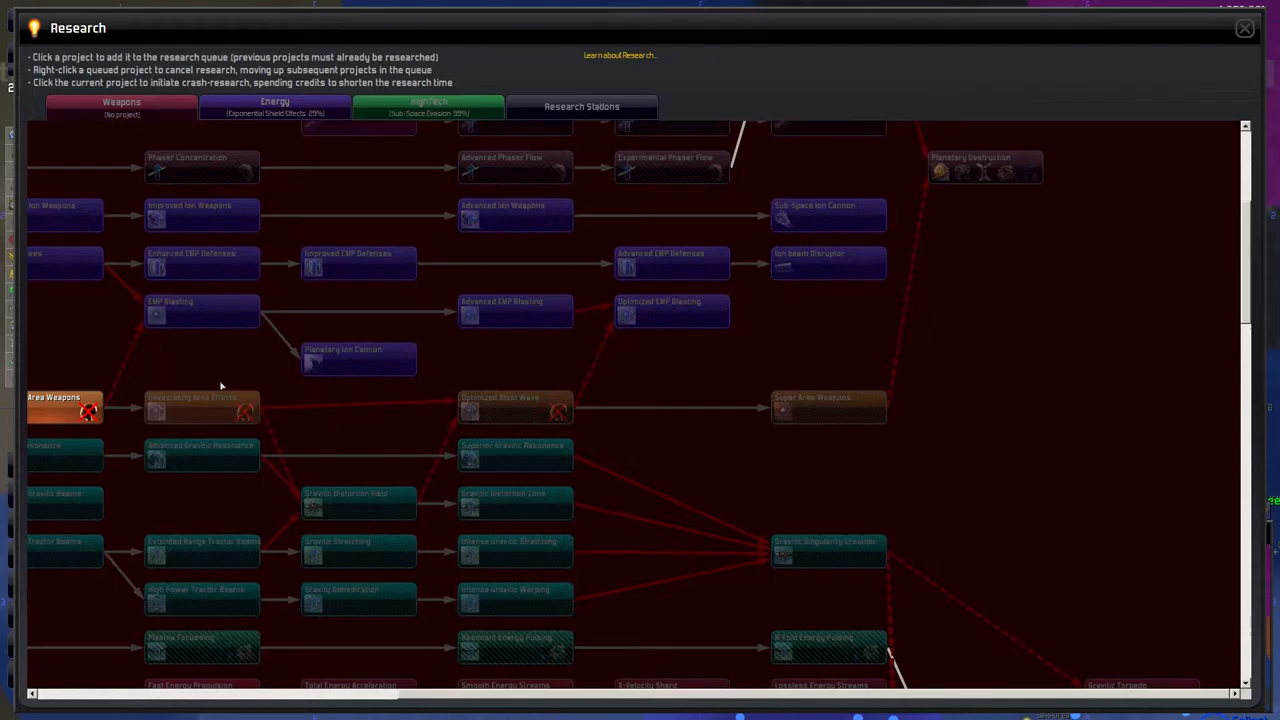 Research
- Click a project to add it to the research queue (previous projects must already be researched)
Learn about Research...
- Right-click a queued project to cancel research, moving up subsequent projects in the queue
- Click the current project to initiate crash-research, spending credits to shorten the research time
Weapons
(No project)
Energy
(Exponential Shield Effects 29%)
HighTech
(Sub-Space Evasion 99%)
Research Stations
Phaser Concentration
Advanced Phaser Flow
Experimental Phaser Flow
Planetary Destruction
Ion Weapons
Improved Ion Weapons
Advanced Ion Weapons
Sub-Space Ion Cannon
Enhanced EMP Defenses
Improved EMP Defenses
Advanced EMP Defenses
Ion Beam Disruptor
EMP Blasting
Advanced EMP Blasting
Optimized EMP Blasting
Planetary Ion Cannon
Area Weapons
Area Effects
Optimized Blast Wave
Super Area Weapons
Advanced Gravitic Resonance
Superior Gravitic Resonance
Gravitic Beams
Gravitic Distortion Field
Gravitic Distortion Zone
Tractor Beams
Extended Range Tractor Beams
Gravitic Stretching
Intense Gravitic Stretching
Gravitic Singularity Creation
High Power Tractor Beams
Gravity Densification
Intense Gravitic Warping
Plasma Focussing
Resonant Energy Pulsing
N-Fold Energy Pulsing
Fast Energy Propulsion
Total Energy Acceleration
Smooth Energy Streams
X-Velocity Shard
Lossless Energy Streams
Gravitic Torpedo